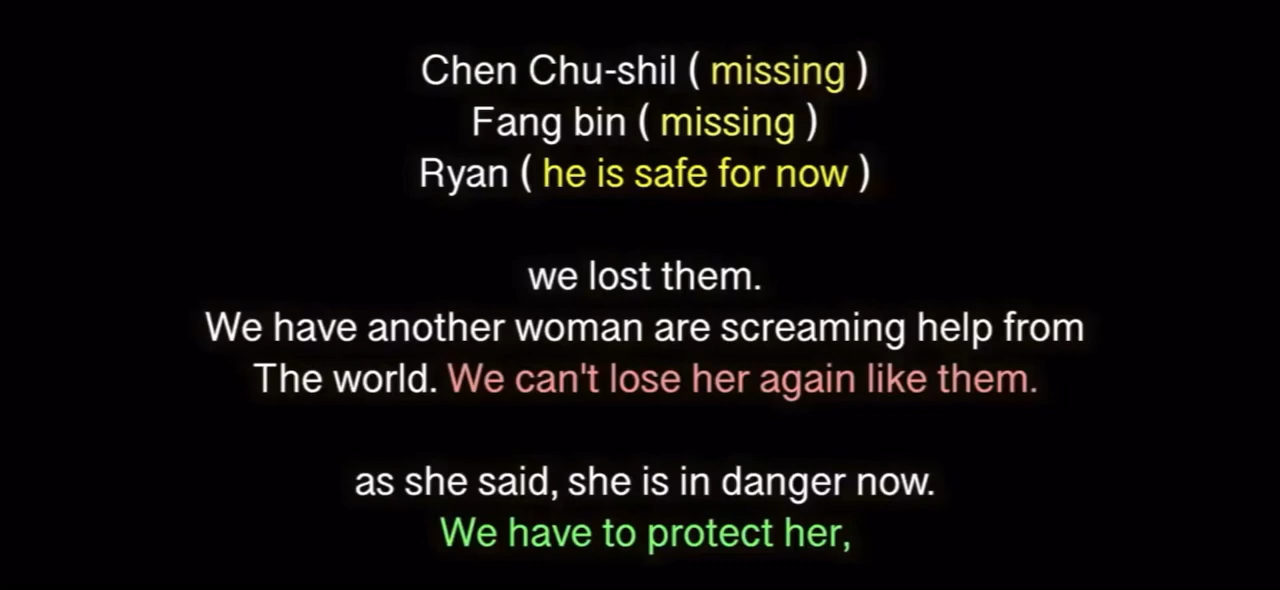 Chen Chu-shil ( missing )
Fang bin ( missing )
Ryan ( he is safe for now )
we lost them.
We have another woman are screaming help from
The world. We can't lose her again like them.
as she said, she is in danger now.
We have to protect her,